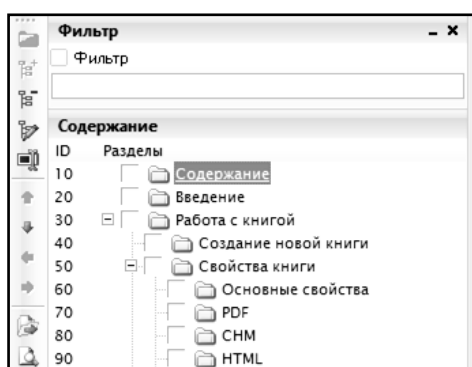 Фильтр
Фильтр
Содержание
ID Разделы
10 Содержание
20 Введение
30 Работа с книгой
40 Создание новой книги
50 Свойства книги
60 Основные свойства
70 PDF
80 CHM
90 HTML